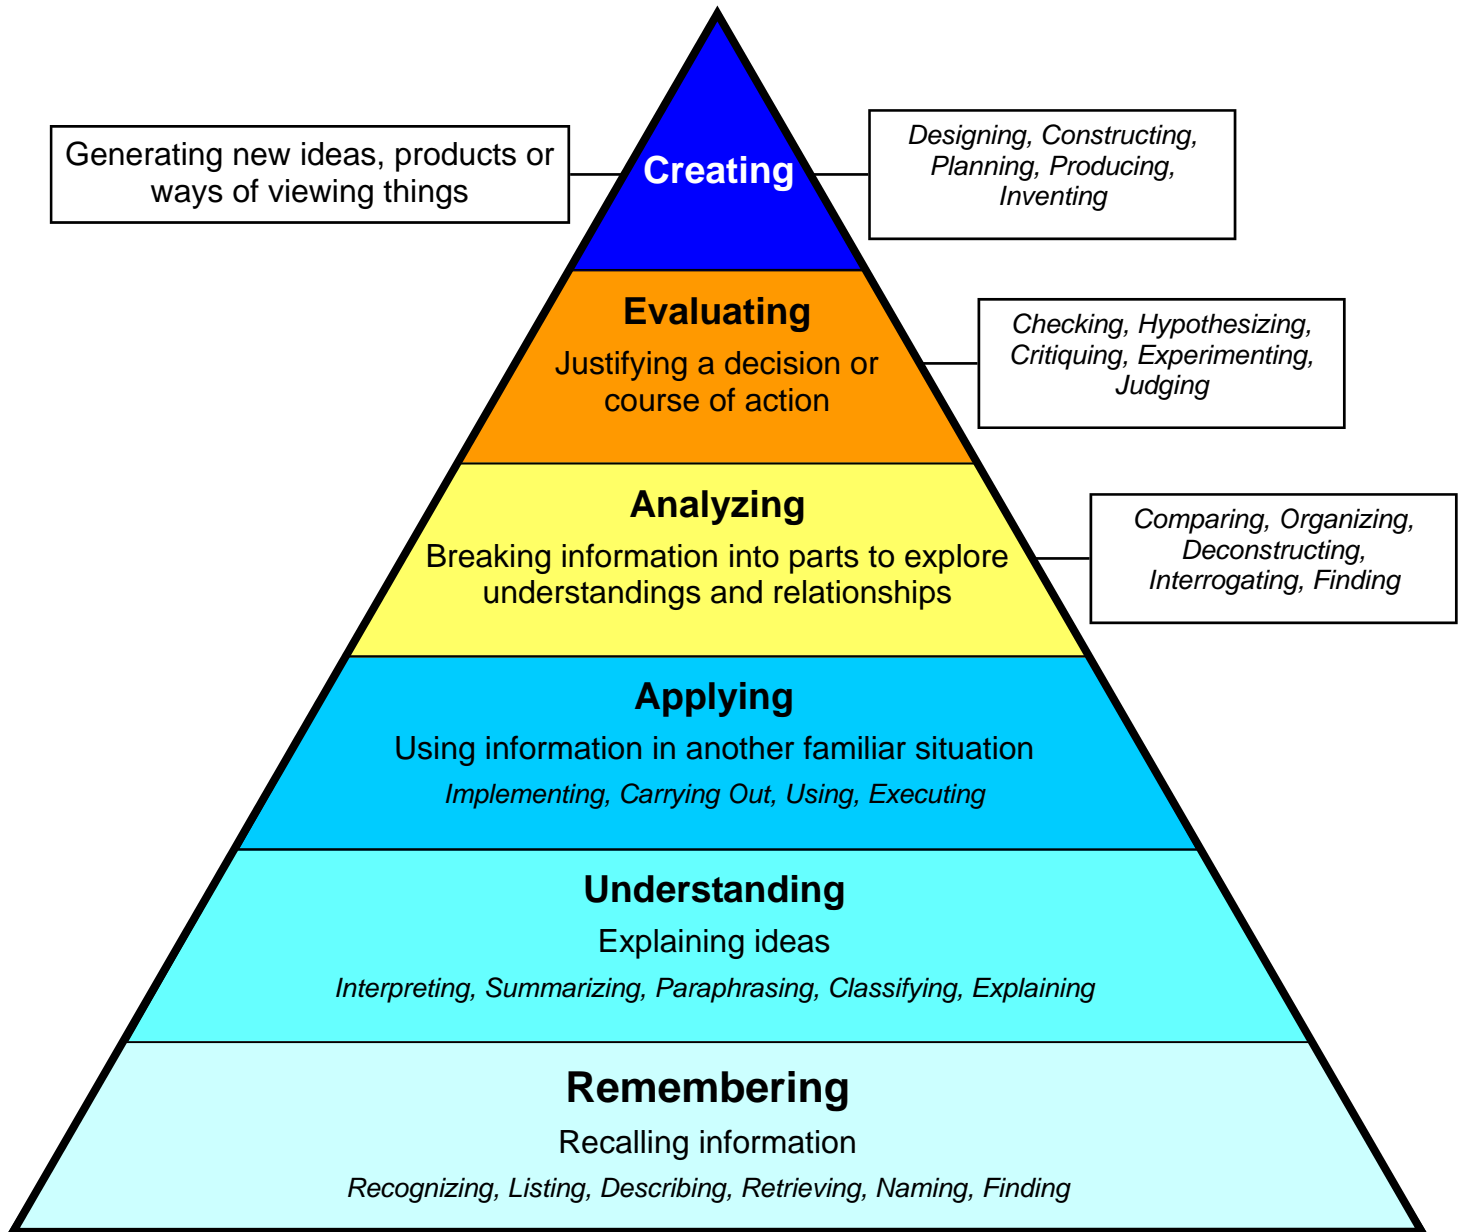 Generating new ideas, products or
ways of viewing things
Creating
Designing, Constructing,
Planning, Producing,
Inventing
Evaluating
Justifying a decision or
course of action
Checking, Hypothesizing,
Critiquing, Experimenting,
Judging
Analyzing
Breaking information into parts to explore
understandings and relationships
Comparing, Organizing,
Deconstructing,
Interrogating, Finding
Applying
Using information in another familiar situation
Implementing, Carrying Out, Using, Executing
Understanding
Explaining ideas
Interpreting, Summarizing, Paraphrasing, Classifying, Explaining
Remembering
Recalling information
Recognizing, Listing, Describing, Retrieving, Naming, Finding